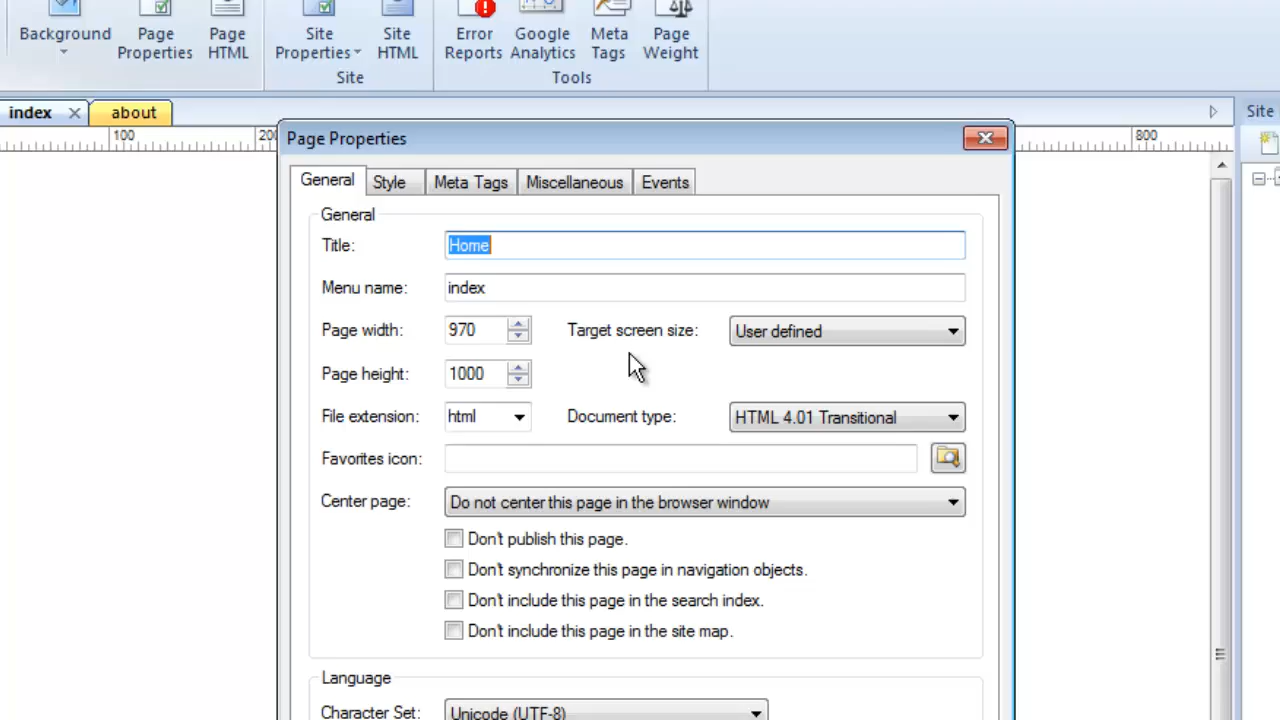 Background Page Properties Page HTML Site Properties Site HTML Error Reports Google Analytics Meta Tags Page Weight
Site Tools
index about Site
100 200 800
Page Properties
General Style Meta Tags Miscellaneous Events
General
Title: Home
Menu name: index
Page width: 970 Target screen size: User defined
Page height: 1000
File extension: html Document type: HTML 4.01 Transitional
Favorites icon:
Center page: Do not center this page in the browser window
Don't publish this page.
Don't synchronize this page in navigation objects.
Don't include this page in the search index.
Don't include this page in the site map.
Language
Character Set: Unicode (UTF-8)